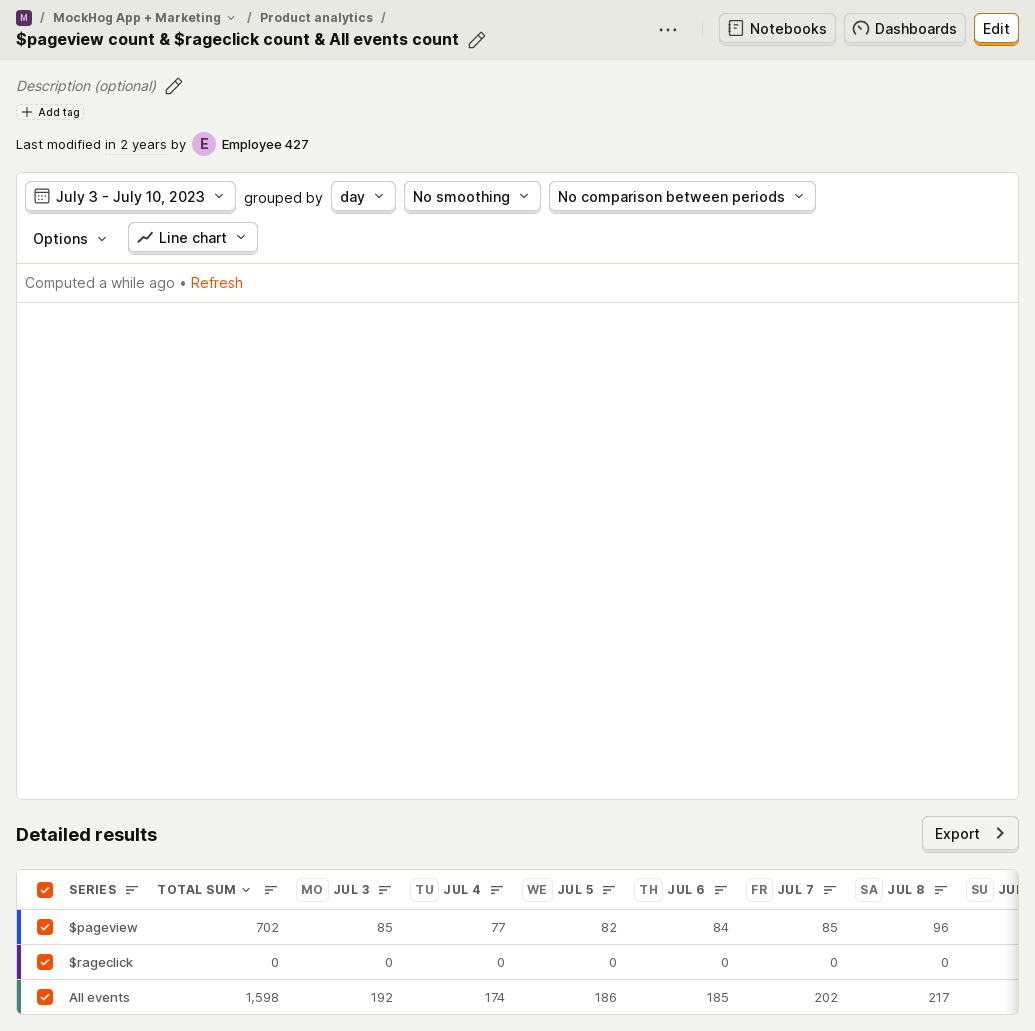 M / MockHog App + Marketing / Product analytics /
$pageview count & $rageclick count & All events count
Notebooks Dashboards Edit
Description (optional)
Add tag
Last modified in 2 years by E Employee 427
July 3 - July 10, 2023 grouped by day No smoothing No comparison between periods
Options Line chart
Computed a while ago • Refresh
Detailed results Export
SERIES TOTAL SUM MO JUL 3 TU JUL 4 WE JUL 5 TH JUL 6 FR JUL 7 SA JUL 8 SU
$pageview 702 85 77 82 84 85 96
$rageclick 0 0 0 0 0 0 0
All events 1,598 192 174 186 185 202 217